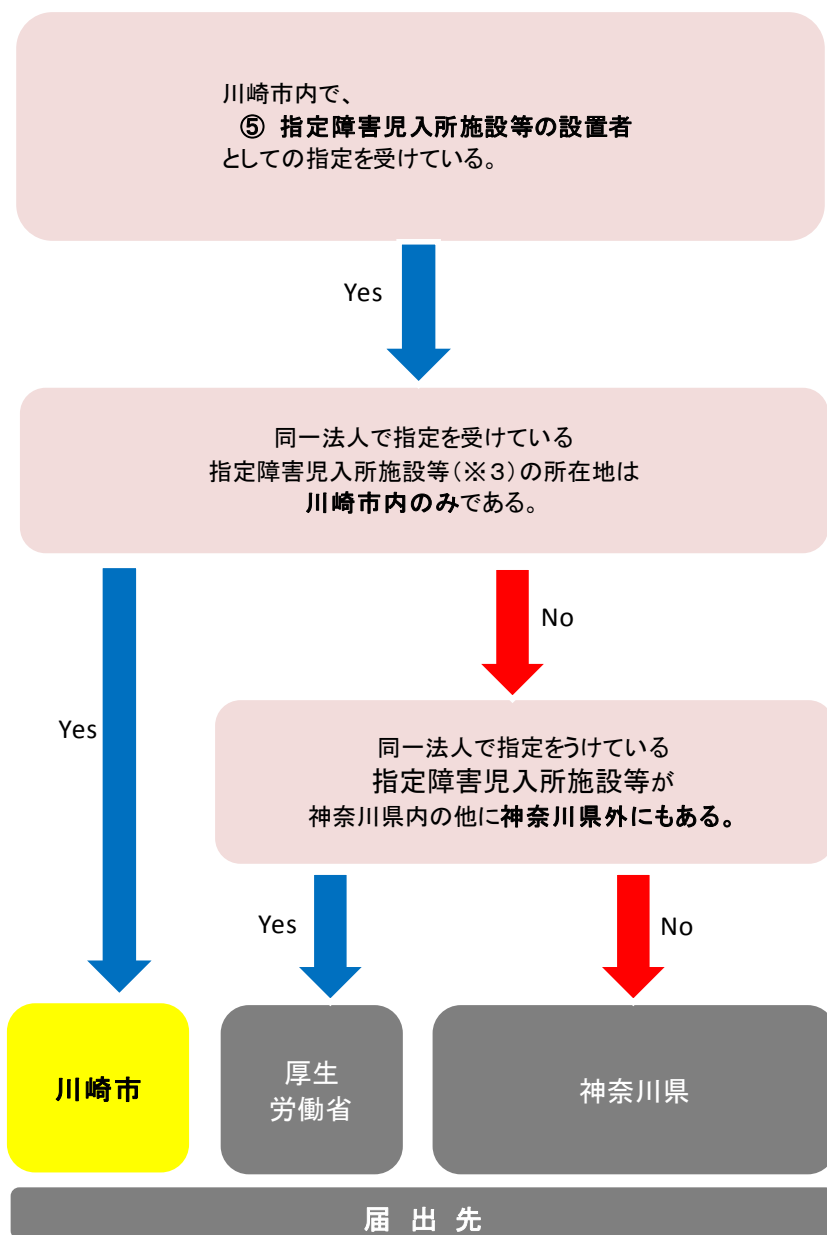 川崎市内で、
⑤ 指定障害児入所施設等の設置者
としての指定を受けている。
Yes
同一法人で指定を受けている
指定障害児入所施設等(※3)の所在地は
川崎市内のみである。
No
Yes
同一法人で指定をうけている
指定障害児入所施設等が
神奈川県内の他に神奈川県外にもある。
Yes
No
川崎市
厚生
労働省
神奈川県
届 出 先